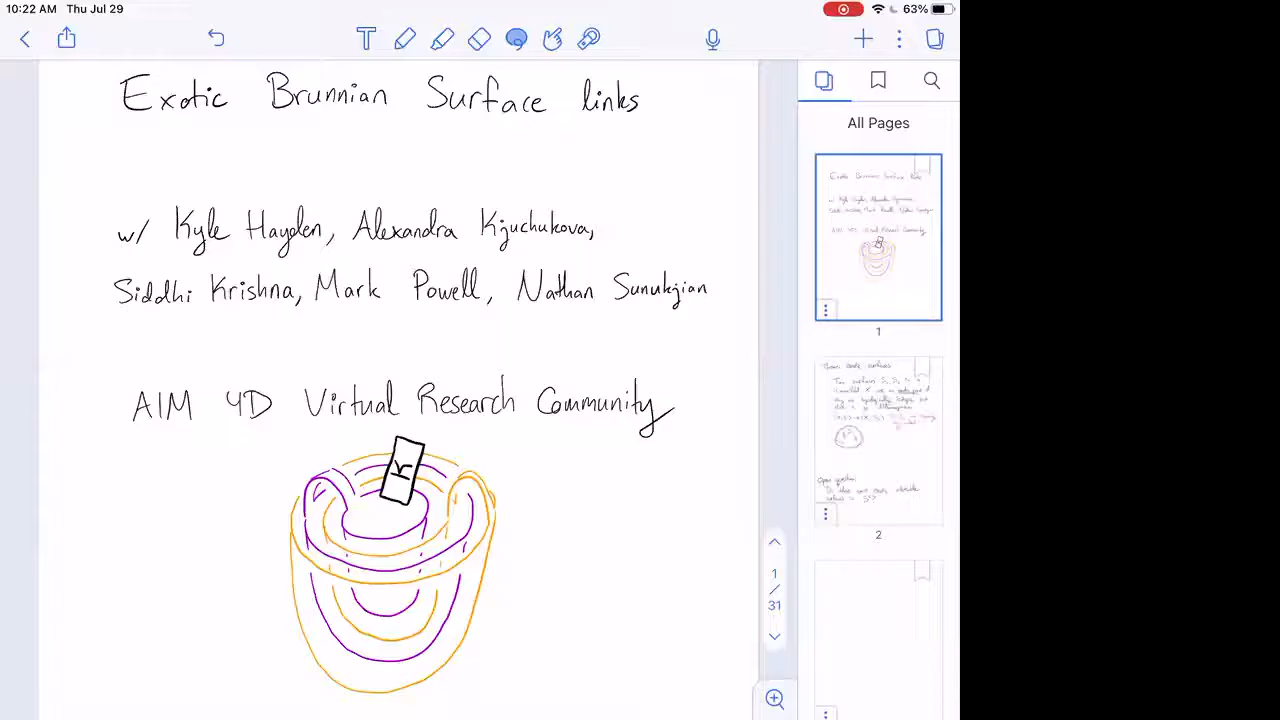 10:22 AM Thu Jul 29
63%
Exotic Brunnian Surface links
w/ Kyle Hayden, Alexandra Kjuchukova,
Siddhi Krishna, Mark Powell, Nathan Sunukjian
AIM 4D Virtual Research Community
All Pages
1
2
1
/
31